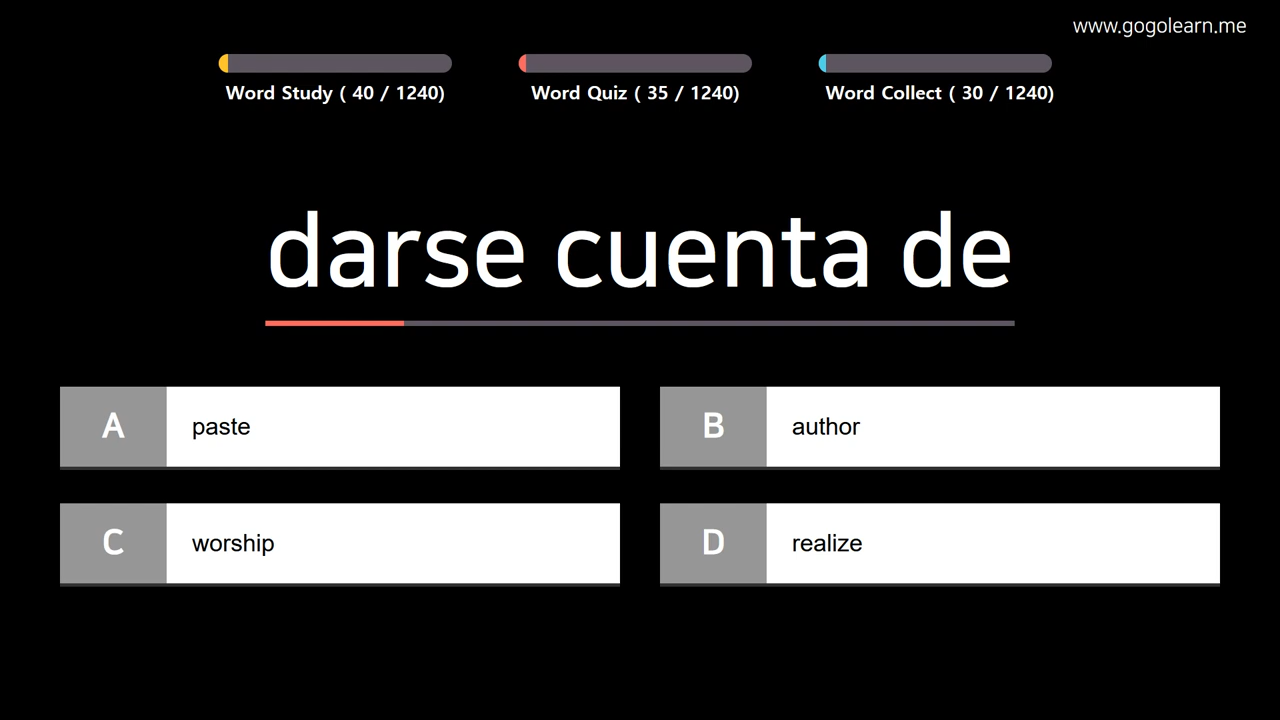 www.gogolearn.me
Word Study ( 40 / 1240)
Word Quiz ( 35 / 1240)
Word Collect ( 30 / 1240)
darse cuenta de
A paste
B author
C worship
D realize